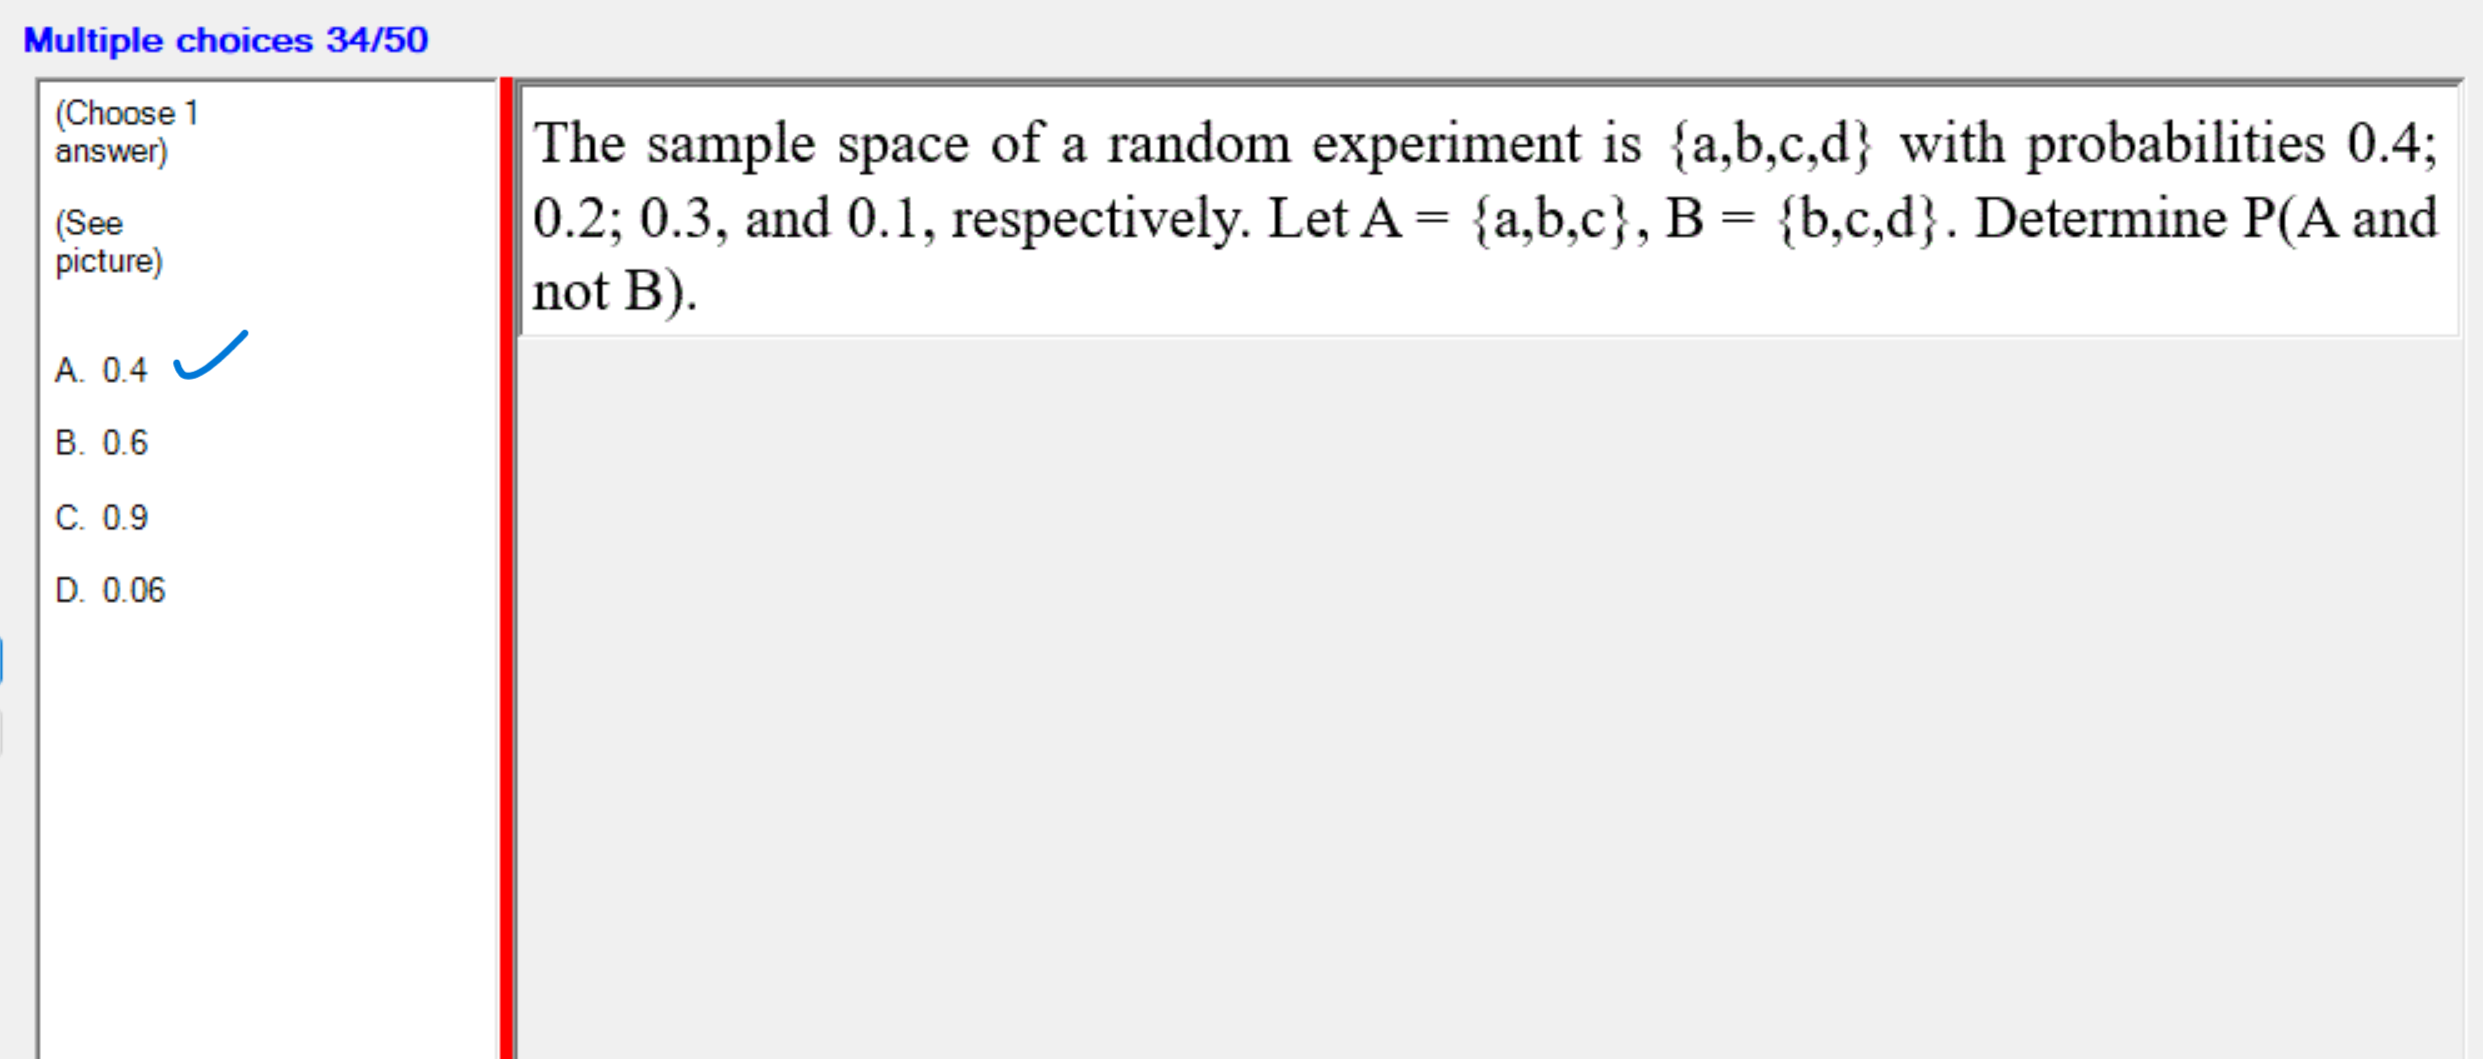 Multiple choices 34/50
(Choose 1
answer)
(See
picture)
A. 0.4
B. 0.6
C. 0.9
D. 0.06
The sample space of a random experiment is {a,b,c,d} with probabilities 0.4;
0.2; 0.3, and 0.1, respectively. Let A = {a,b,c}, B = {b,c,d}. Determine P(A and
not B).